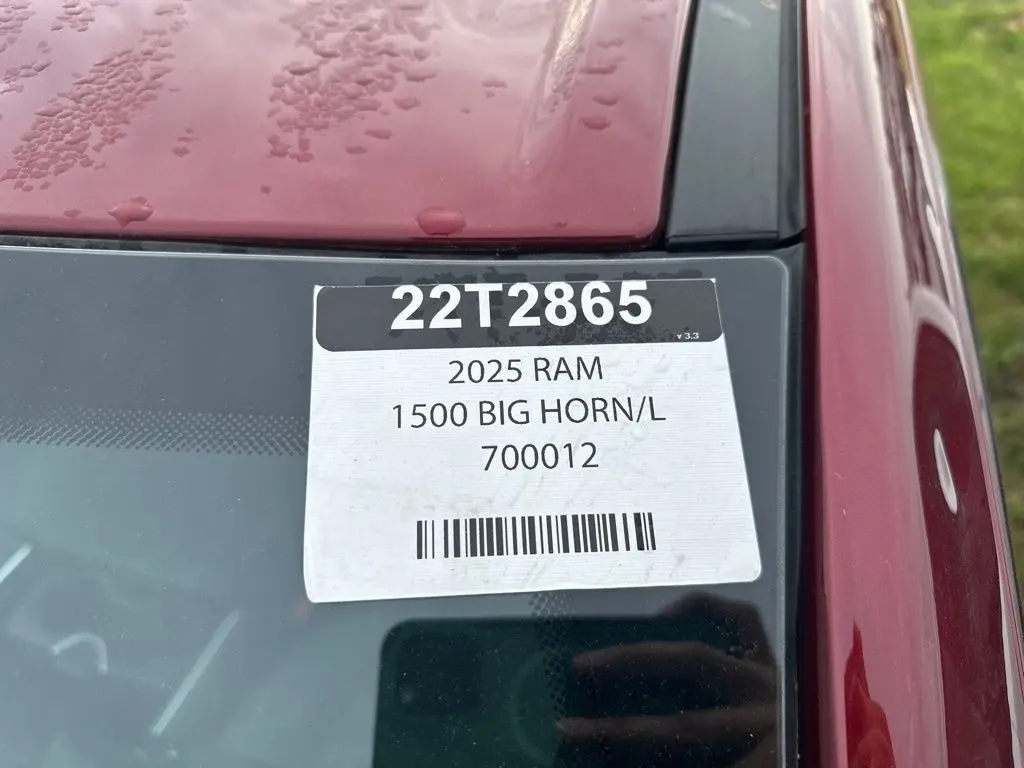 22T2865
v 3.3
2025 RAM
1500 BIG HORN/L
700012